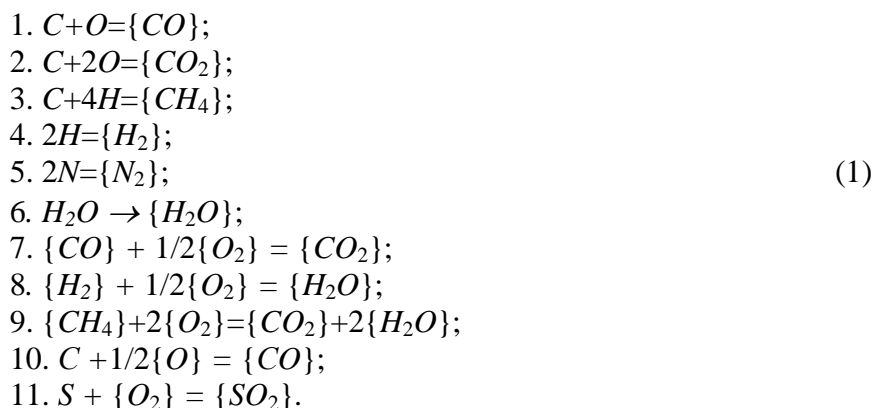 1. C+O={CO};
2. C+2O={CO₂};
3. C+4H={CH₄};
4. 2H={H₂};
5. 2N={N₂}; (1)
6. H₂O → {H₂O};
7. {CO} + 1/2{O₂} = {CO₂};
8. {H₂} + 1/2{O₂} = {H₂O};
9. {CH₄}+2{O₂}={CO₂}+2{H₂O};
10. C +1/2{O} = {CO};
11. S + {O₂} = {SO₂}.